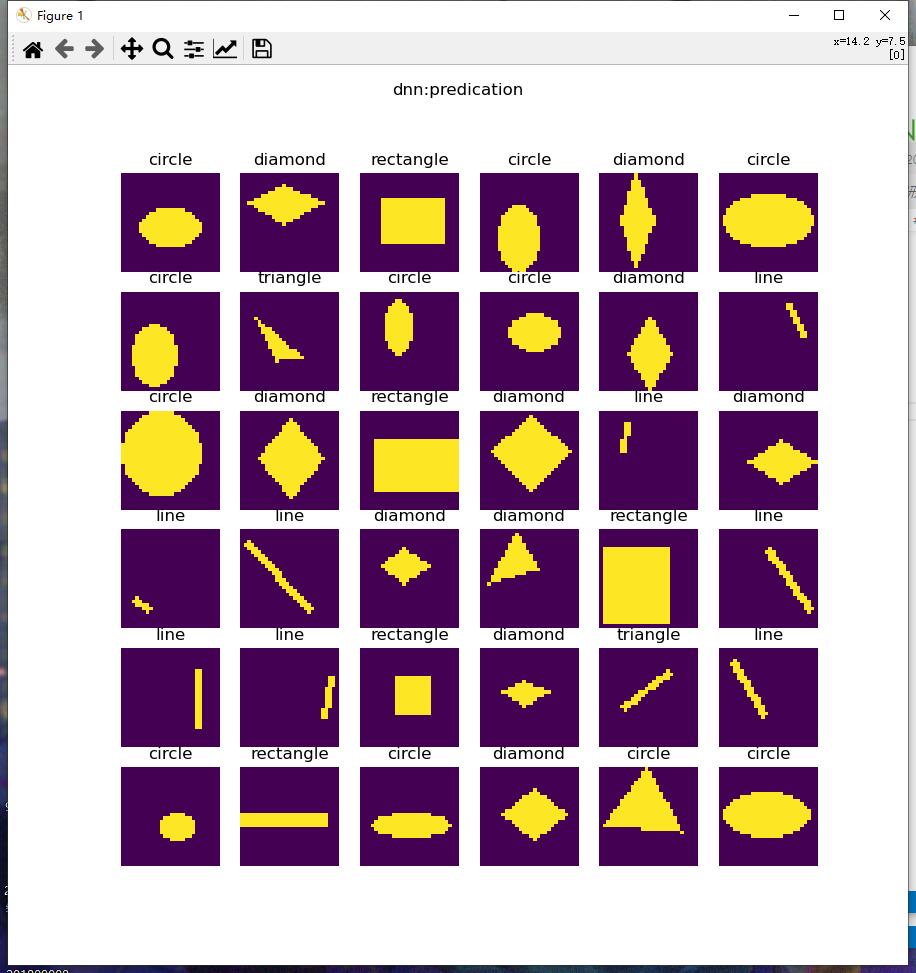 Figure 1
x=14.2 y=7.5
[0]
dnn:predication
circle diamond rectangle circle diamond circle
circle triangle circle circle diamond line
circle diamond rectangle diamond line diamond
line line diamond diamond rectangle line
line line rectangle diamond triangle line
circle rectangle circle diamond circle circle